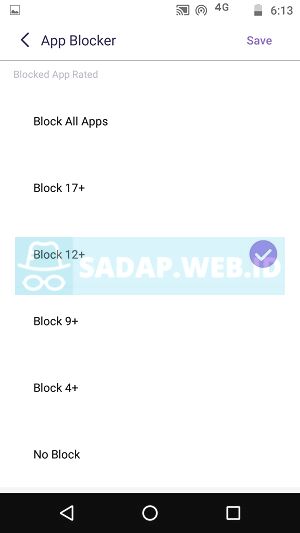 4G 6:13
App Blocker Save
Blocked App Rated
Block All Apps
Block 17+
Block 12+
SADAP.WEB.ID
Block 9+
Block 4+
No Block